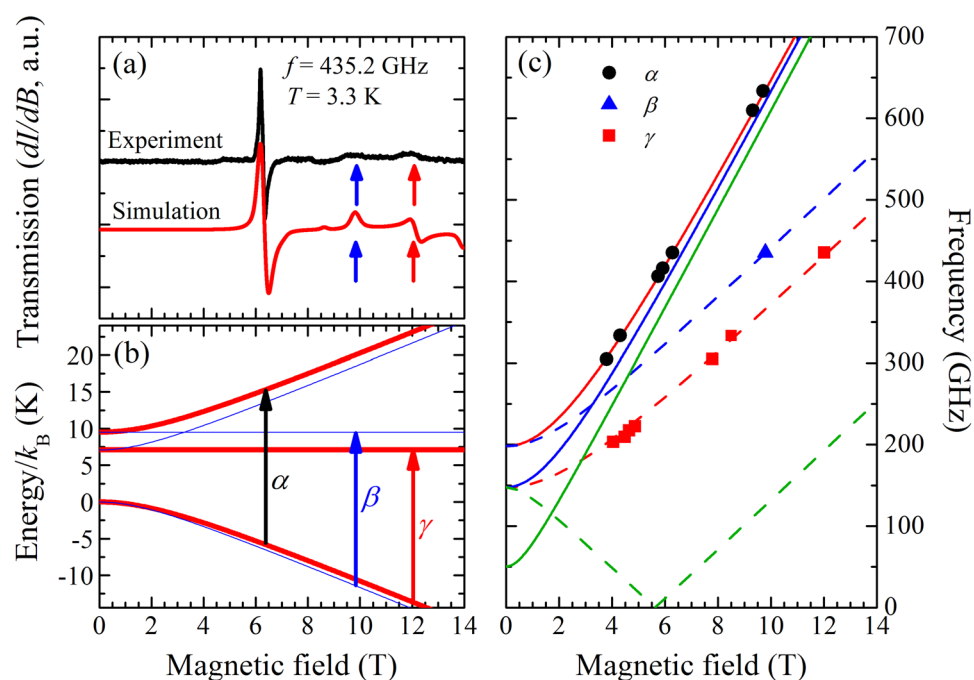 (a)
f = 435.2 GHz
T = 3.3 K
Experiment
Simulation
Transmission (dI/dB, a.u.)
(b)
20
15
10
5
0
-5
-10
Energy/k_B (K)
α
β
γ
0 2 4 6 8 10 12 14
Magnetic field (T)
(c)
α
β
γ
700
600
500
400
300
200
100
0
Frequency (GHz)
0 2 4 6 8 10 12 14
Magnetic field (T)